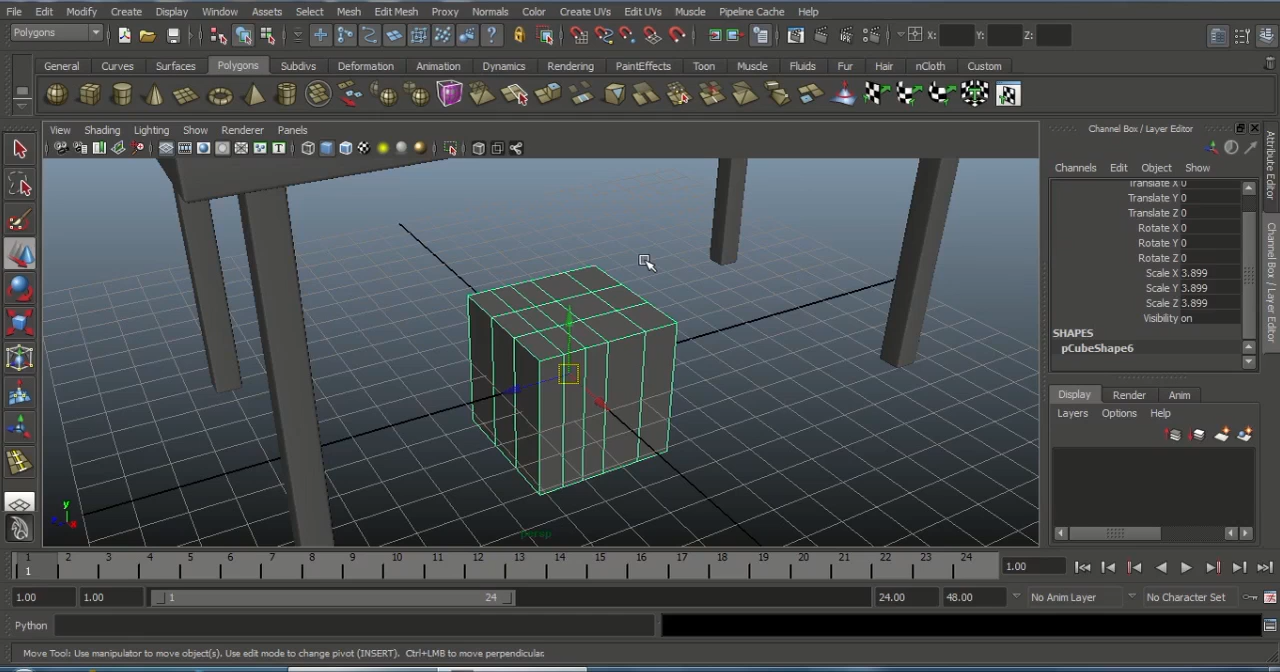 File Edit Modify Create Display Window Assets Select Mesh Edit Mesh Proxy Normals Color Create UVs Edit UVs Muscle Pipeline Cache Help
Polygons X: Y: Z:
General Curves Surfaces Polygons Subdivs Deformation Animation Dynamics Rendering PaintEffects Toon Muscle Fluids Fur Hair nCloth Custom
View Shading Lighting Show Renderer Panels
Channel Box / Layer Editor
Channels Edit Object Show
Translate X 0
Translate Y 0
Translate Z 0
Rotate X 0
Rotate Y 0
Rotate Z 0
Scale X 3.899
Scale Y 3.899
Scale Z 3.899
Visibility on
SHAPES
pCubeShape6
Attribute Editor
Channel Box / Layer Editor
Display Render Anim
Layers Options Help
y
x
persp
1 2 3 4 5 6 7 8 9 10 11 12 13 14 15 16 17 18 19 20 21 22 23 24
1 1.00
1.00 1.00 1 24 24.00 48.00 No Anim Layer No Character Set
Python
Move Tool: Use manipulator to move object(s). Use edit mode to change pivot (INSERT). Ctrl+LMB to move perpendicular.